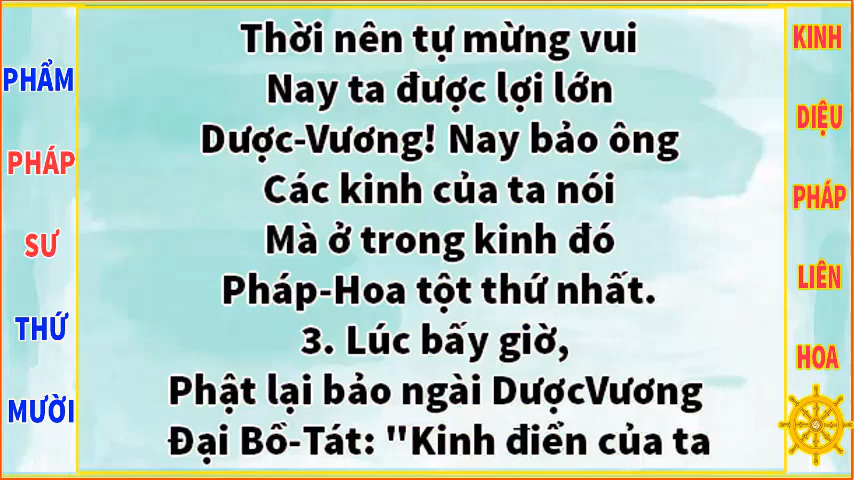 PHẨM
PHÁP
SƯ
THỨ
MƯỜI
Thời nên tự mừng vui
Nay ta được lợi lớn
Dược-Vương! Nay bảo ông
Các kinh của ta nói
Mà ở trong kinh đó
Pháp-Hoa tột thứ nhất.
3. Lúc bấy giờ,
Phật lại bảo ngài DượcVương
Đại Bồ-Tát: "Kinh điển của ta
KINH
DIỆU
PHÁP
LIÊN
HOA